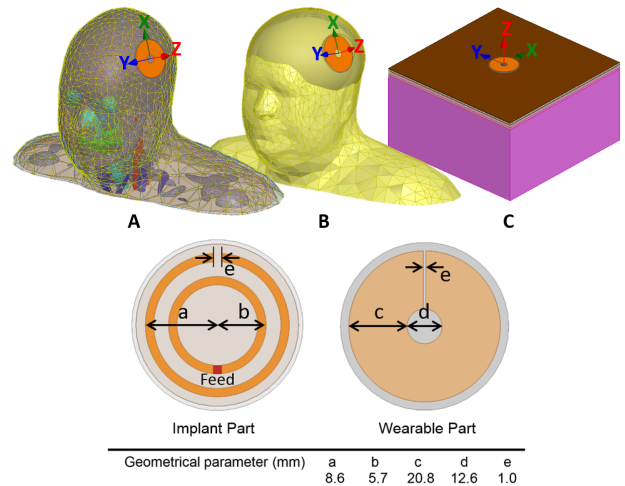 X
Y
Z
X
Y
Z
Z
Y
X
A
B
C
e
a
b
Feed
e
c
d
Implant Part
Wearable Part
Geometrical parameter (mm) a b c d e
8.6 5.7 20.8 12.6 1.0